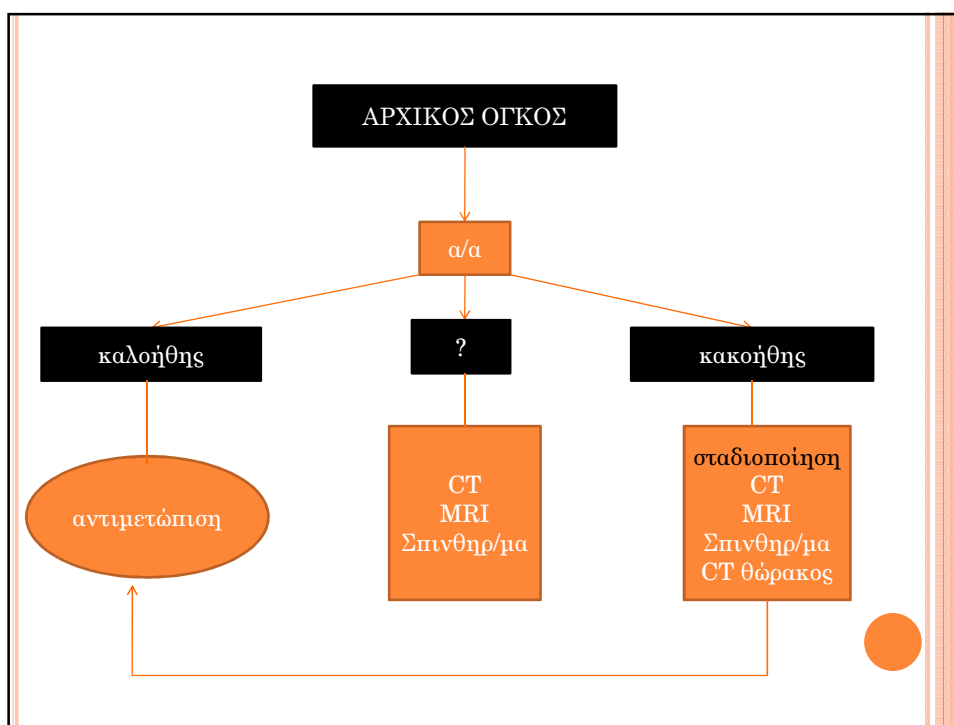 ΑΡΧΙΚΟΣ ΟΓΚΟΣ
α/α
καλοήθης
?
κακοήθης
αντιμετώπιση
CT
MRI
Σπινθηρ/μα
σταδιοποίηση
CT
MRI
Σπινθηρ/μα
CT θώρακος